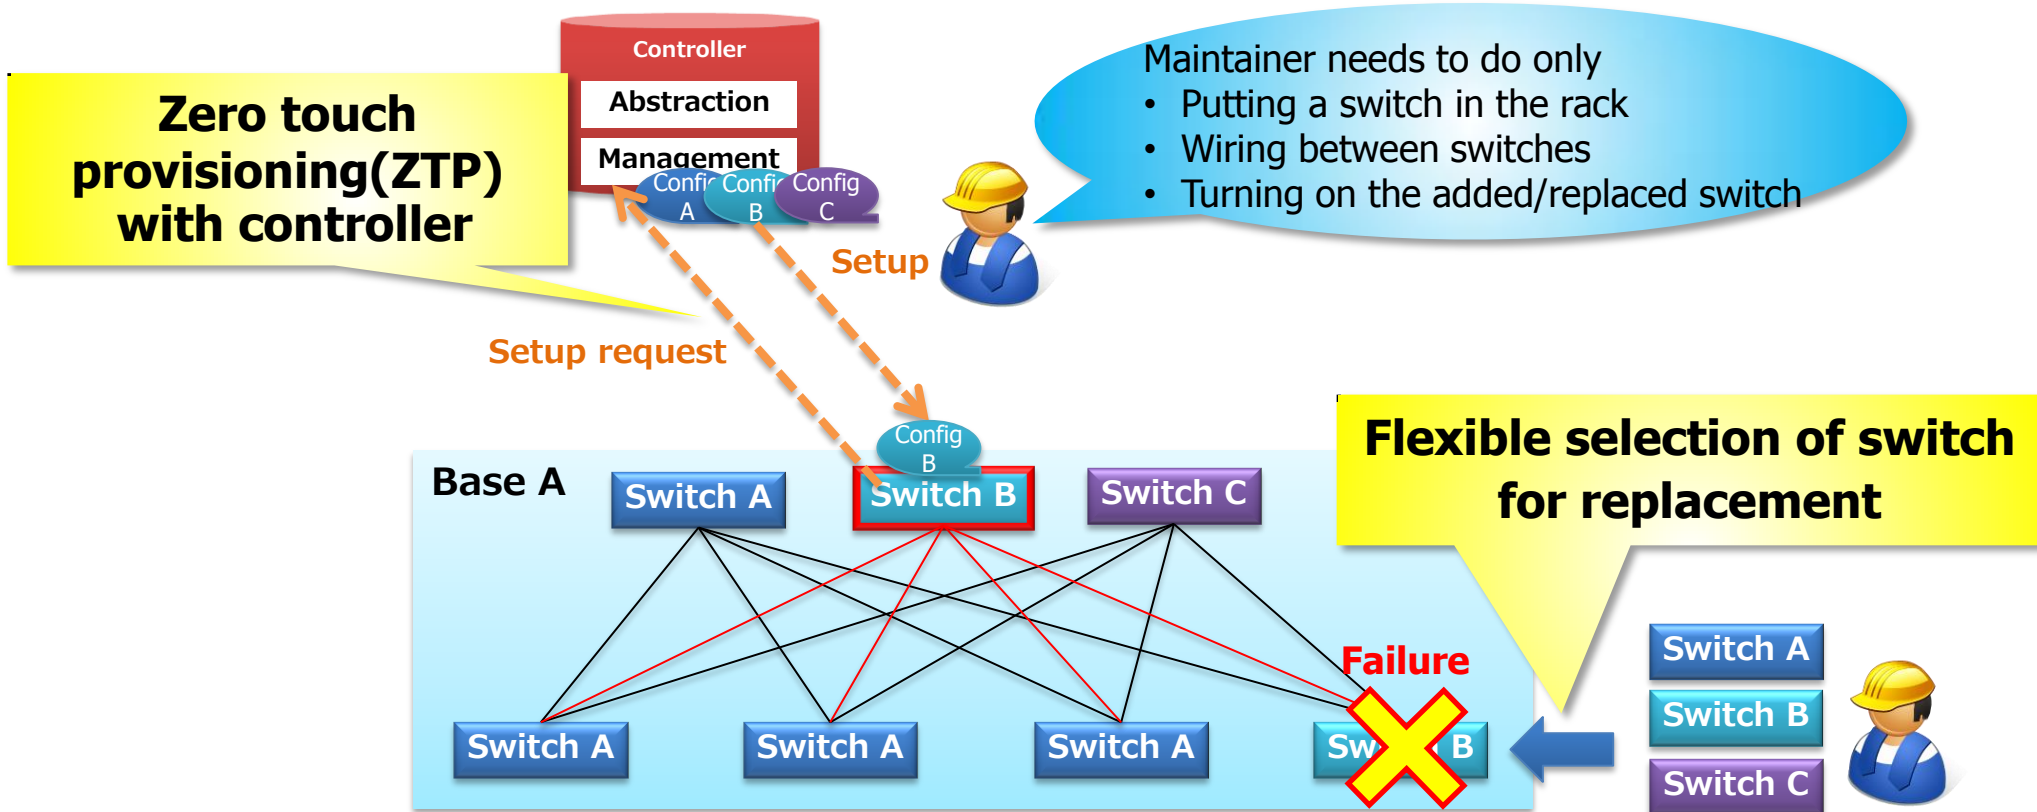 Controller
Abstraction
Management
Config
A
Config
B
Config
C
Zero touch
provisioning(ZTP)
with controller
Maintainer needs to do only
• Putting a switch in the rack
• Wiring between switches
• Turning on the added/replaced switch
Setup
Setup request
Config
B
Base A
Switch A
Switch B
Switch C
Flexible selection of switch
for replacement
Failure
Switch A
Switch A
Switch A
Switch B
Switch A
Switch B
Switch C